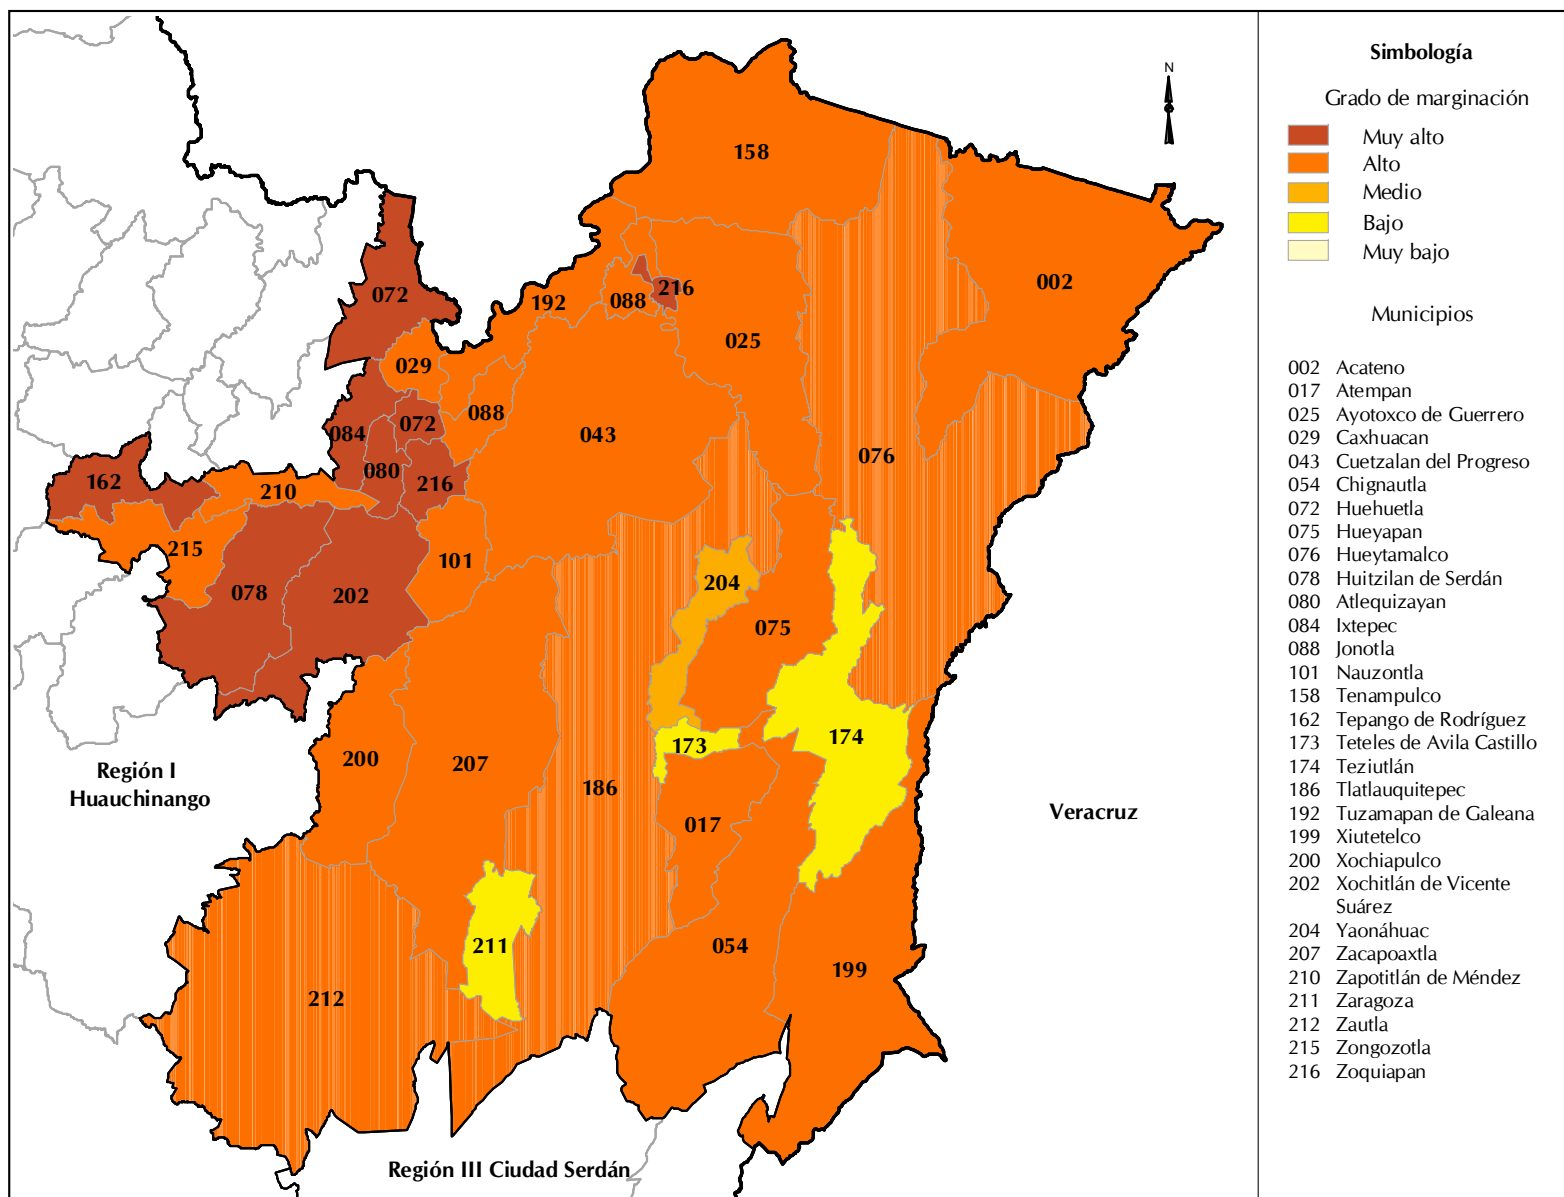 N
158
002
072
216
192
088
025
029
088
072
084
043
076
080
216
162
210
215
101
078
202
204
075
173
174
200
207
186
017
211
054
199
212
Región I
Huauchinango
Veracruz
Región III Ciudad Serdán
Simbología
Grado de marginación
Muy alto
Alto
Medio
Bajo
Muy bajo
Municipios
002 Acateno
017 Atempan
025 Ayotoxco de Guerrero
029 Caxhuacan
043 Cuetzalan del Progreso
054 Chignautla
072 Huehuetla
075 Hueyapan
076 Hueytamalco
078 Huitzilan de Serdán
080 Atlequizayan
084 Ixtepec
088 Jonotla
101 Nauzontla
158 Tenampulco
162 Tepango de Rodríguez
173 Teteles de Avila Castillo
174 Teziutlán
186 Tlatlauquitepec
192 Tuzamapan de Galeana
199 Xiutetelco
200 Xochiapulco
202 Xochitlán de Vicente
Suárez
204 Yaonáhuac
207 Zacapoaxtla
210 Zapotitlán de Méndez
211 Zaragoza
212 Zautla
215 Zongozotla
216 Zoquiapan